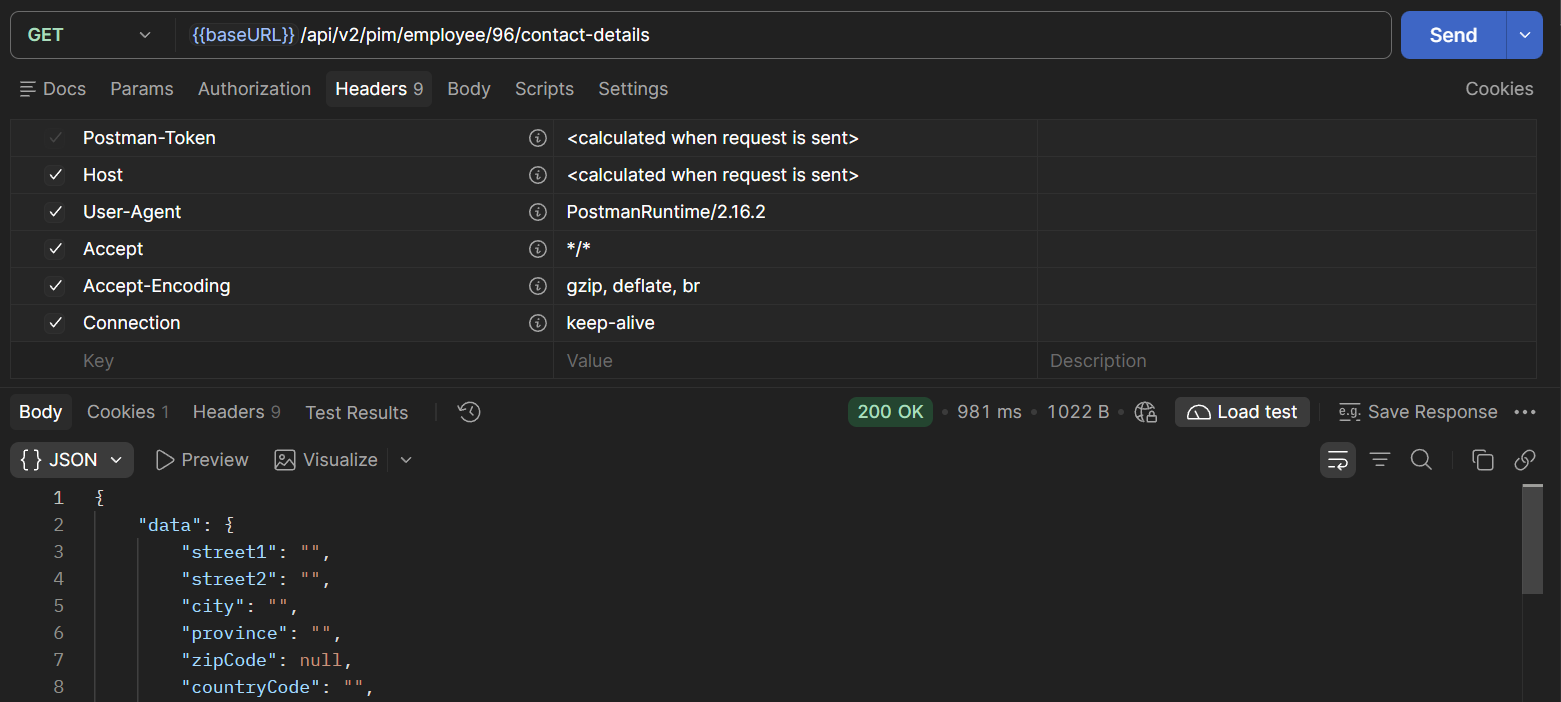 GET {{baseURL}} /api/v2/pim/employee/96/contact-details Send
Docs Params Authorization Headers 9 Body Scripts Settings Cookies
Postman-Token <calculated when request is sent>
Host <calculated when request is sent>
User-Agent PostmanRuntime/2.16.2
Accept */*
Accept-Encoding gzip, deflate, br
Connection keep-alive
Key Value Description
Body Cookies 1 Headers 9 Test Results 200 OK • 981 ms • 1022 B • Load test e.g. Save Response
{} JSON Preview Visualize
1 {
2 "data": {
3 "street1": "",
4 "street2": "",
5 "city": "",
6 "province": "",
7 "zipCode": null,
8 "countryCode": "",